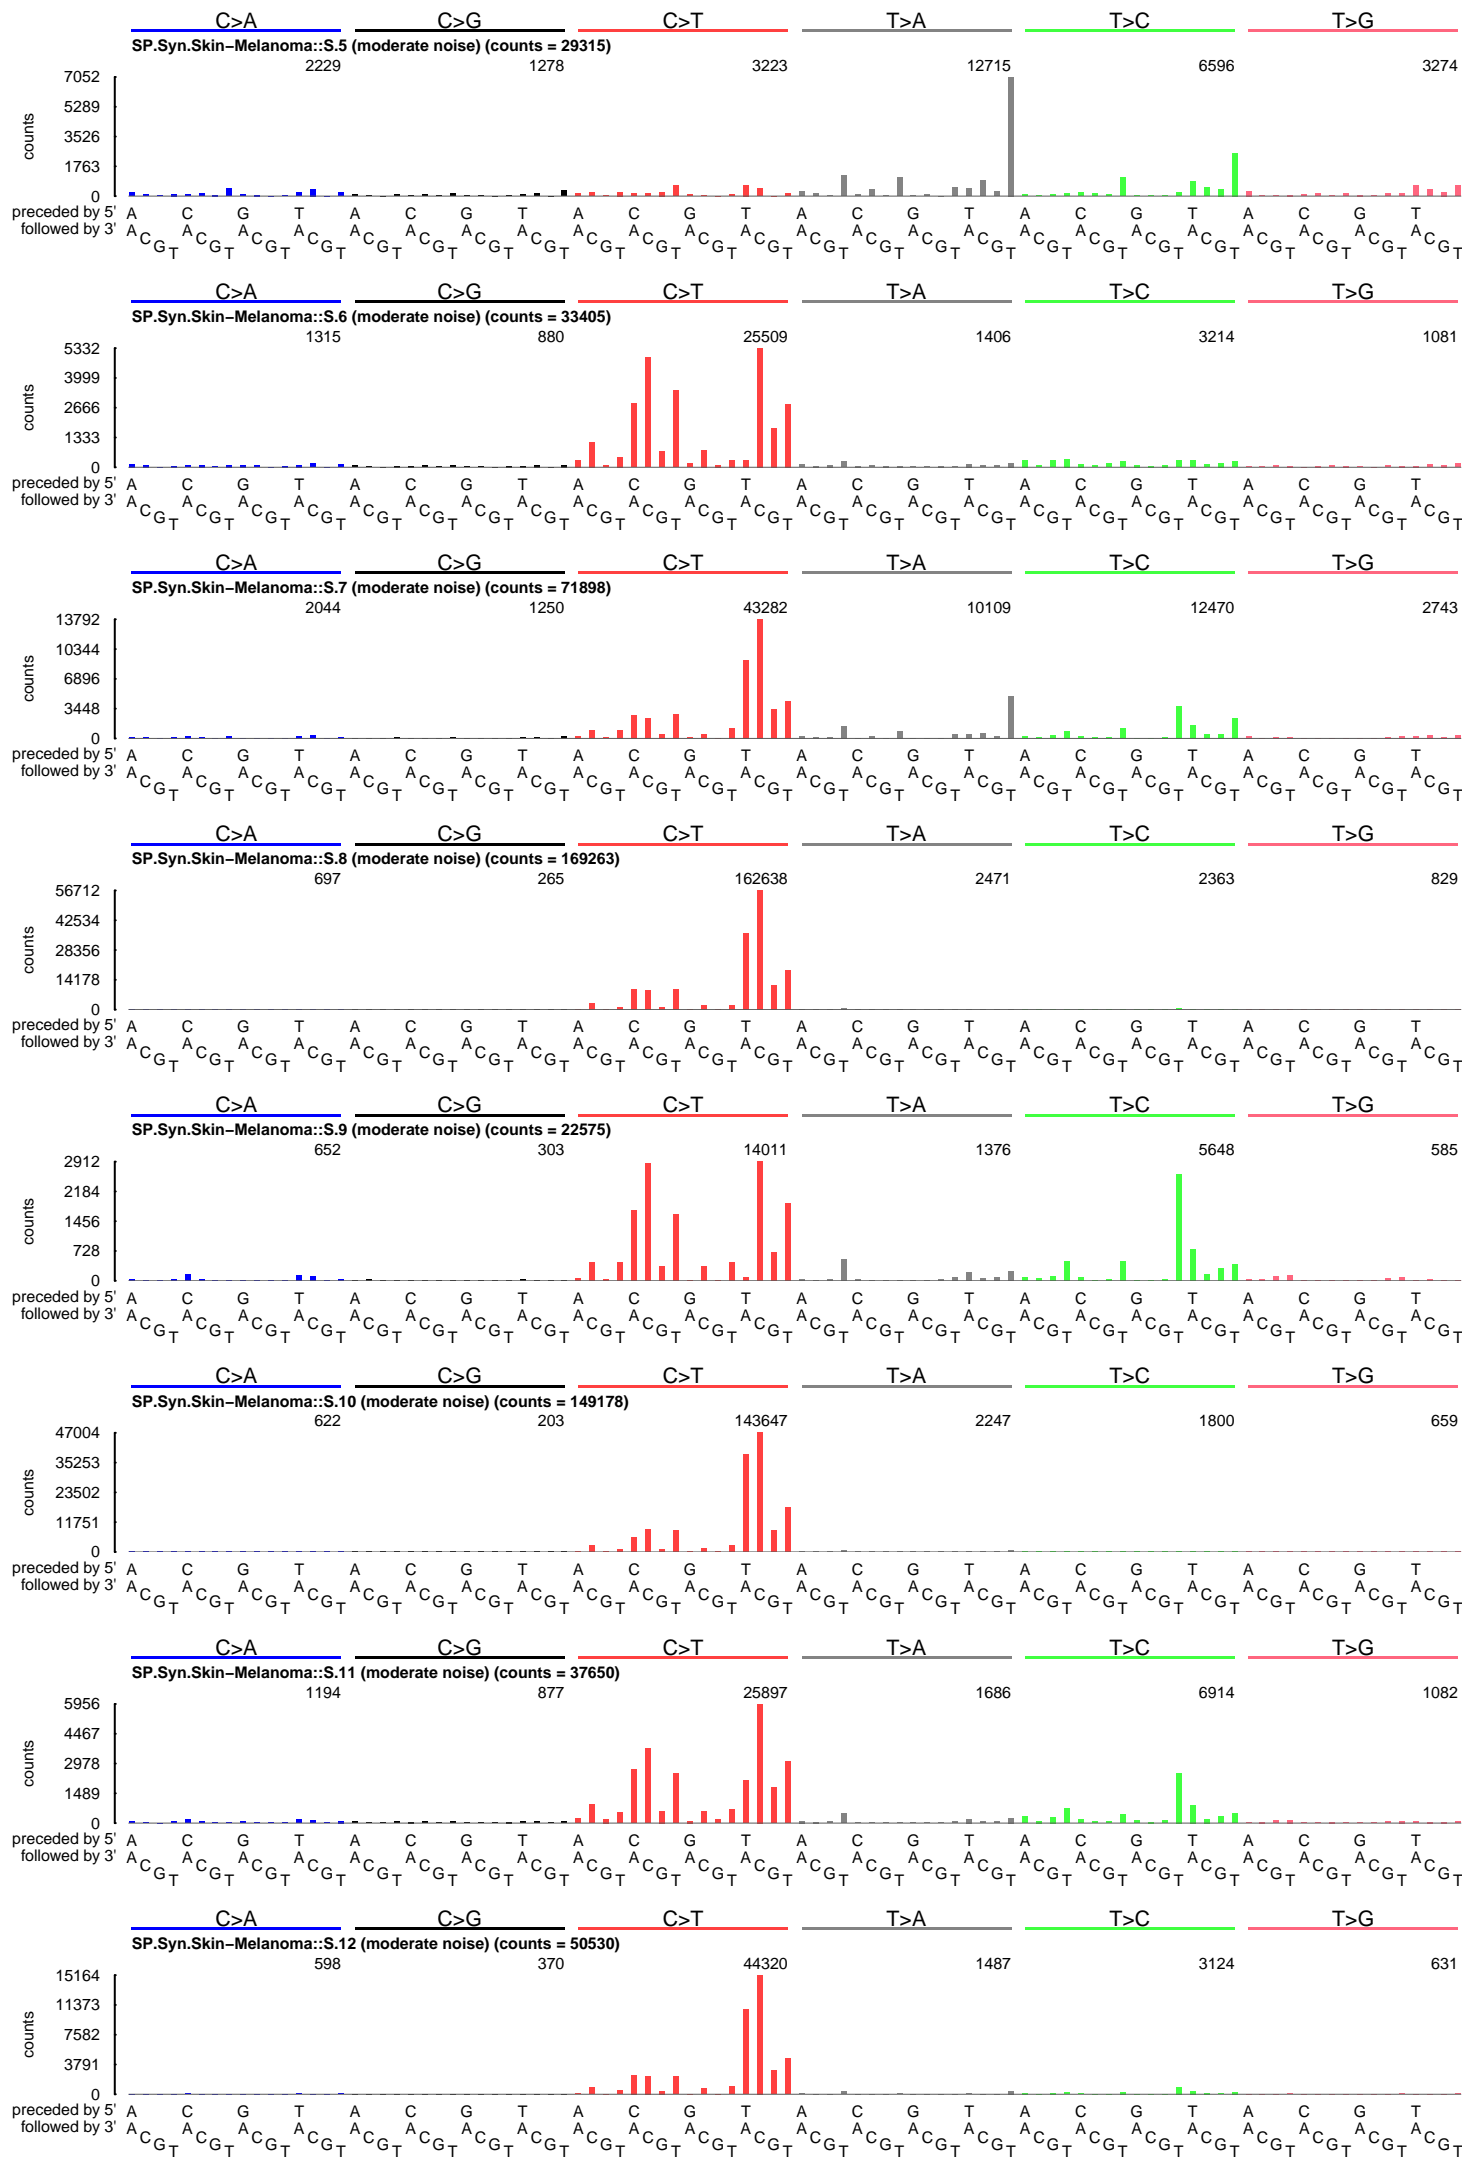 C>A C>G C>T T>A T>C T>G
SP.Syn.Skin−Melanoma::S.5 (moderate noise) (counts = 29315)
2229 1278 3223 12715 6596 3274
7052
5289
3526
1763
0
counts
preceded by 5' A C G T A C G T A C G T A C G T A C G T A C G T
followed by 3' A C G T A C G T A C G T A C G T A C G T A C G T A C G T A C G T A C G T A C G T A C G T A C G T A C G T A C G T A C G T A C G T A C G T A C G T A C G T A C G T A C G T A C G T A C G T A C G T
C>A C>G C>T T>A T>C T>G
SP.Syn.Skin−Melanoma::S.6 (moderate noise) (counts = 33405)
1315 880 25509 1406 3214 1081
5332
3999
2666
1333
0
counts
preceded by 5' A C G T A C G T A C G T A C G T A C G T A C G T
followed by 3' A C G T A C G T A C G T A C G T A C G T A C G T A C G T A C G T A C G T A C G T A C G T A C G T A C G T A C G T A C G T A C G T A C G T A C G T A C G T A C G T A C G T A C G T A C G T A C G T
C>A C>G C>T T>A T>C T>G
SP.Syn.Skin−Melanoma::S.7 (moderate noise) (counts = 71898)
2044 1250 43282 10109 12470 2743
13792
10344
6896
3448
0
counts
preceded by 5' A C G T A C G T A C G T A C G T A C G T A C G T
followed by 3' A C G T A C G T A C G T A C G T A C G T A C G T A C G T A C G T A C G T A C G T A C G T A C G T A C G T A C G T A C G T A C G T A C G T A C G T A C G T A C G T A C G T A C G T A C G T A C G T
C>A C>G C>T T>A T>C T>G
SP.Syn.Skin−Melanoma::S.8 (moderate noise) (counts = 169263)
697 265 162638 2471 2363 829
56712
42534
28356
14178
0
counts
preceded by 5' A C G T A C G T A C G T A C G T A C G T A C G T
followed by 3' A C G T A C G T A C G T A C G T A C G T A C G T A C G T A C G T A C G T A C G T A C G T A C G T A C G T A C G T A C G T A C G T A C G T A C G T A C G T A C G T A C G T A C G T A C G T A C G T
C>A C>G C>T T>A T>C T>G
SP.Syn.Skin−Melanoma::S.9 (moderate noise) (counts = 22575)
652 303 14011 1376 5648 585
2912
2184
1456
728
0
counts
preceded by 5' A C G T A C G T A C G T A C G T A C G T A C G T
followed by 3' A C G T A C G T A C G T A C G T A C G T A C G T A C G T A C G T A C G T A C G T A C G T A C G T A C G T A C G T A C G T A C G T A C G T A C G T A C G T A C G T A C G T A C G T A C G T A C G T
C>A C>G C>T T>A T>C T>G
SP.Syn.Skin−Melanoma::S.10 (moderate noise) (counts = 149178)
622 203 143647 2247 1800 659
47004
35253
23502
11751
0
counts
preceded by 5' A C G T A C G T A C G T A C G T A C G T A C G T
followed by 3' A C G T A C G T A C G T A C G T A C G T A C G T A C G T A C G T A C G T A C G T A C G T A C G T A C G T A C G T A C G T A C G T A C G T A C G T A C G T A C G T A C G T A C G T A C G T A C G T
C>A C>G C>T T>A T>C T>G
SP.Syn.Skin−Melanoma::S.11 (moderate noise) (counts = 37650)
1194 877 25897 1686 6914 1082
5956
4467
2978
1489
0
counts
preceded by 5' A C G T A C G T A C G T A C G T A C G T A C G T
followed by 3' A C G T A C G T A C G T A C G T A C G T A C G T A C G T A C G T A C G T A C G T A C G T A C G T A C G T A C G T A C G T A C G T A C G T A C G T A C G T A C G T A C G T A C G T A C G T A C G T
C>A C>G C>T T>A T>C T>G
SP.Syn.Skin−Melanoma::S.12 (moderate noise) (counts = 50530)
598 370 44320 1487 3124 631
15164
11373
7582
3791
0
counts
preceded by 5' A C G T A C G T A C G T A C G T A C G T A C G T
followed by 3' A C G T A C G T A C G T A C G T A C G T A C G T A C G T A C G T A C G T A C G T A C G T A C G T A C G T A C G T A C G T A C G T A C G T A C G T A C G T A C G T A C G T A C G T A C G T A C G T